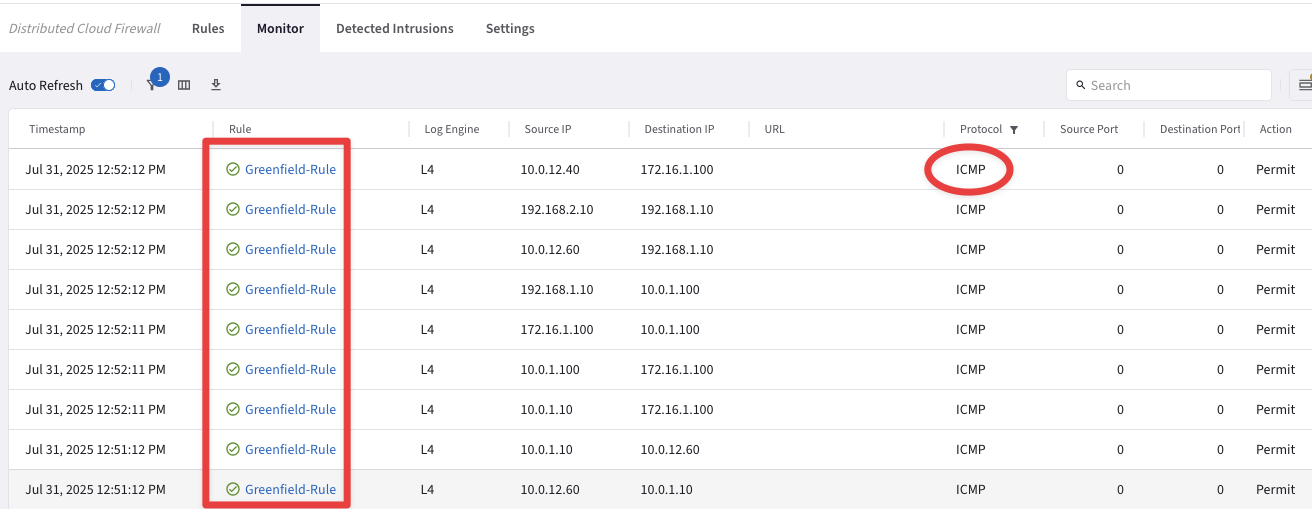 Distributed Cloud Firewall Rules Monitor Detected Intrusions Settings
Auto Refresh 1 Search
Timestamp Rule Log Engine Source IP Destination IP URL Protocol Source Port Destination Port Action
Jul 31, 2025 12:52:12 PM Greenfield-Rule L4 10.0.12.40 172.16.1.100 ICMP 0 0 Permit
Jul 31, 2025 12:52:12 PM Greenfield-Rule L4 192.168.2.10 192.168.1.10 ICMP 0 0 Permit
Jul 31, 2025 12:52:12 PM Greenfield-Rule L4 10.0.12.60 192.168.1.10 ICMP 0 0 Permit
Jul 31, 2025 12:52:12 PM Greenfield-Rule L4 192.168.1.10 10.0.1.100 ICMP 0 0 Permit
Jul 31, 2025 12:52:11 PM Greenfield-Rule L4 172.16.1.100 10.0.1.100 ICMP 0 0 Permit
Jul 31, 2025 12:52:11 PM Greenfield-Rule L4 10.0.1.100 172.16.1.100 ICMP 0 0 Permit
Jul 31, 2025 12:52:11 PM Greenfield-Rule L4 10.0.1.10 172.16.1.100 ICMP 0 0 Permit
Jul 31, 2025 12:51:12 PM Greenfield-Rule L4 10.0.1.10 10.0.12.60 ICMP 0 0 Permit
Jul 31, 2025 12:51:12 PM Greenfield-Rule L4 10.0.12.60 10.0.1.10 ICMP 0 0 Permit